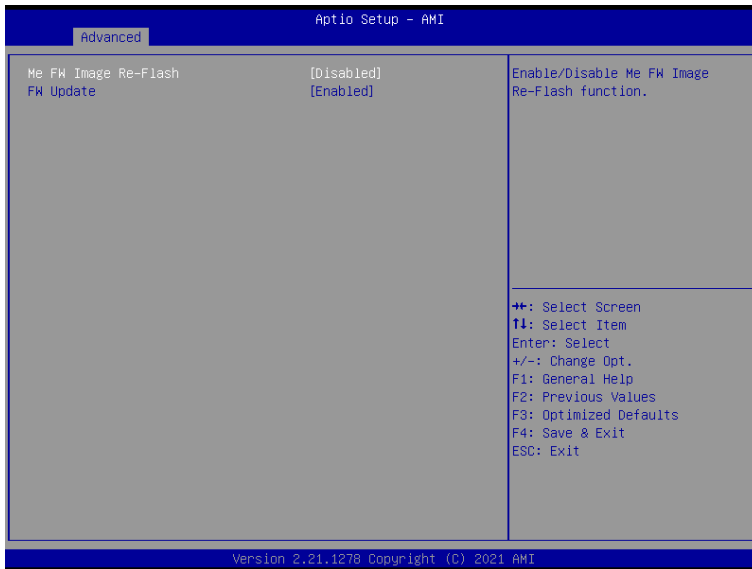 Aptio Setup – AMI
Advanced
Me FW Image Re-Flash [Disabled]
FW Update [Enabled]
Enable/Disable Me FW Image
Re-Flash function.
→←: Select Screen
↑↓: Select Item
Enter: Select
+/-: Change Opt.
F1: General Help
F2: Previous Values
F3: Optimized Defaults
F4: Save & Exit
ESC: Exit
Version 2.21.1278 Copyright (C) 2021 AMI